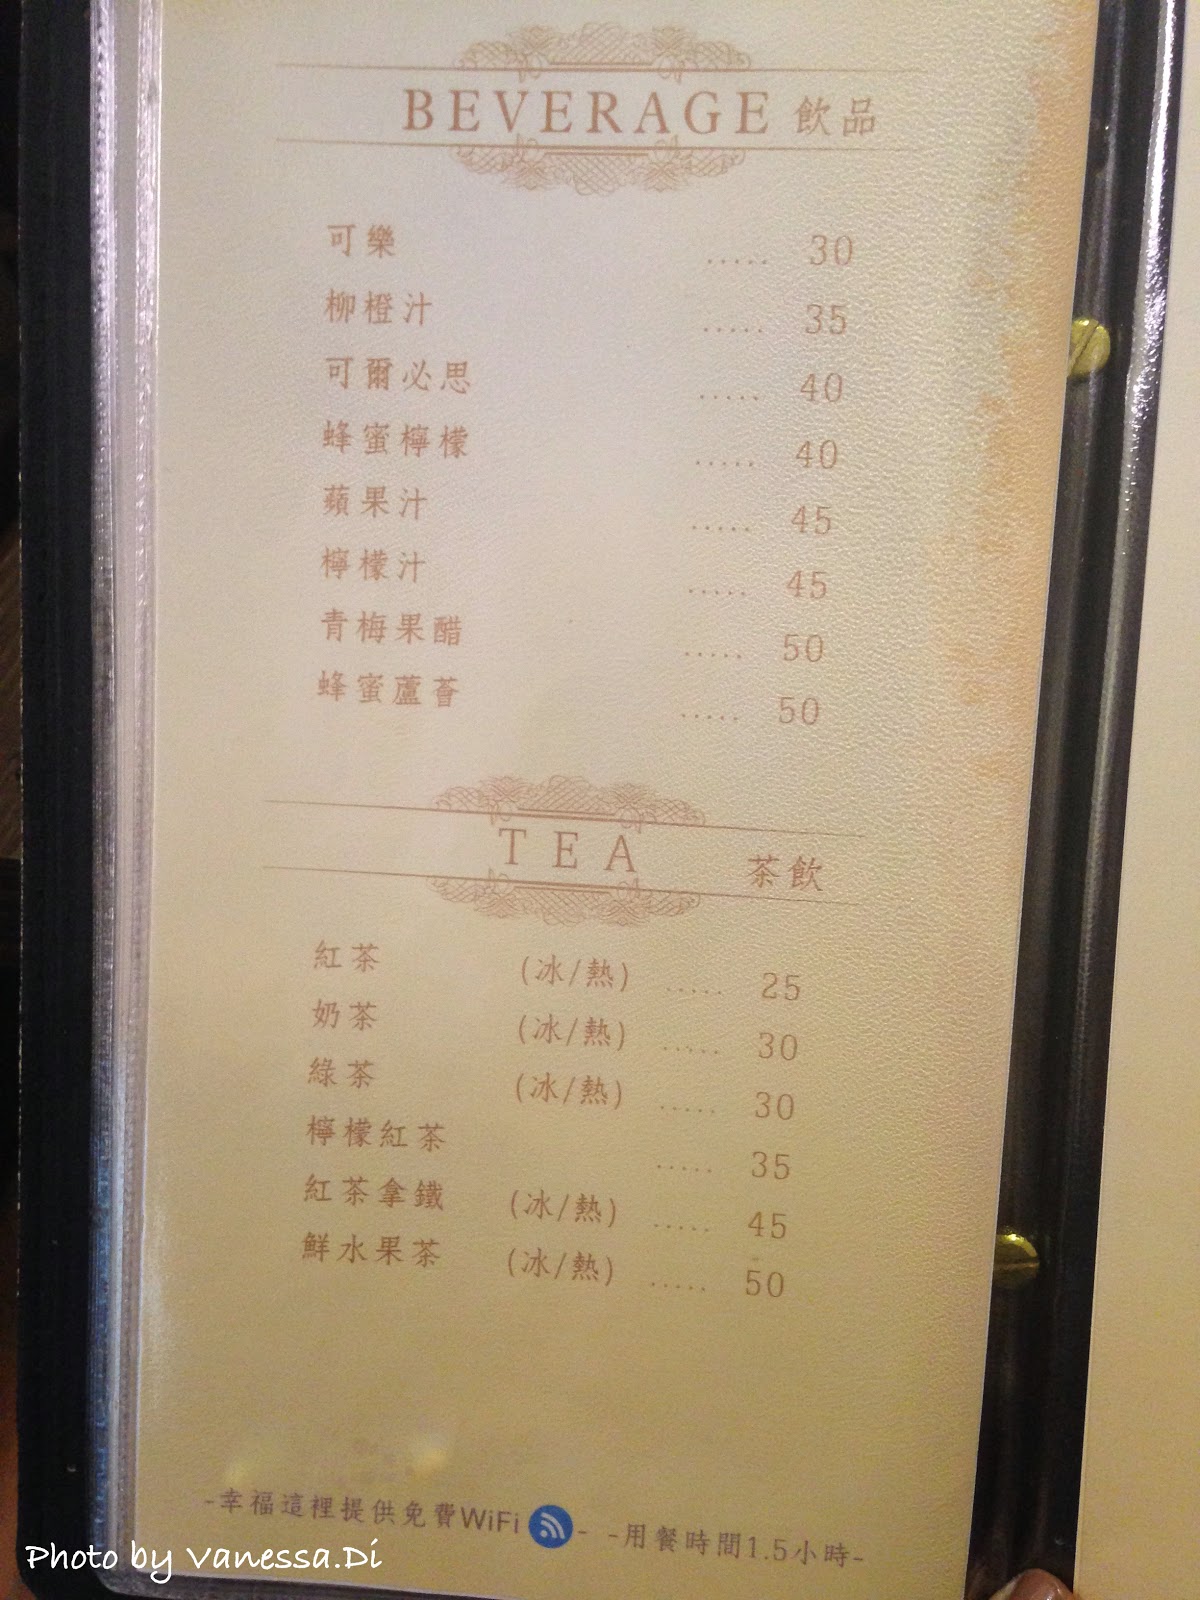 BEVERAGE 飲品
可樂 ..... 30
柳橙汁 ..... 35
可爾必思 ..... 40
蜂蜜檸檬 ..... 40
蘋果汁 ..... 45
檸檬汁 ..... 45
青梅果醋 ..... 50
蜂蜜蘆薈 ..... 50
TEA 茶飲
紅茶 (冰/熱) ..... 25
奶茶 (冰/熱) ..... 30
綠茶 (冰/熱) ..... 30
檸檬紅茶 ..... 35
紅茶拿鐵 (冰/熱) ..... 45
鮮水果茶 (冰/熱) ..... 50
-幸福這裡提供免費WiFi - -用餐時間1.5小時-
Photo by Vanessa.Di